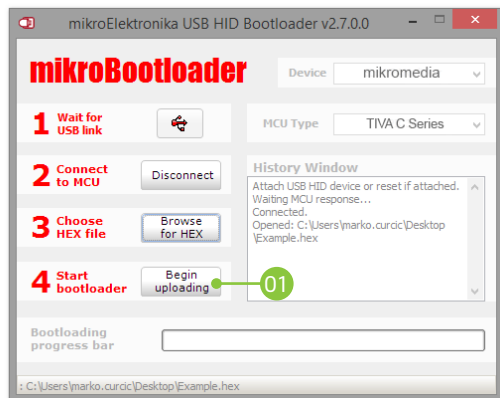 mikroElektronika USB HID Bootloader v2.7.0.0
mikroBootloader
Device
mikromedia
1 Wait for
USB link
MCU Type
TIVA C Series
2 Connect
to MCU
Disconnect
History Window
Attach USB HID device or reset if attached.
Waiting MCU response...
Connected.
Opened: C:\Users\marko.curcic\Desktop
\Example.hex
3 Choose
HEX file
Browse
for HEX
4 Start
bootloader
Begin
uploading
01
Bootloading
progress bar
: C:\Users\marko.curcic\Desktop\Example.hex